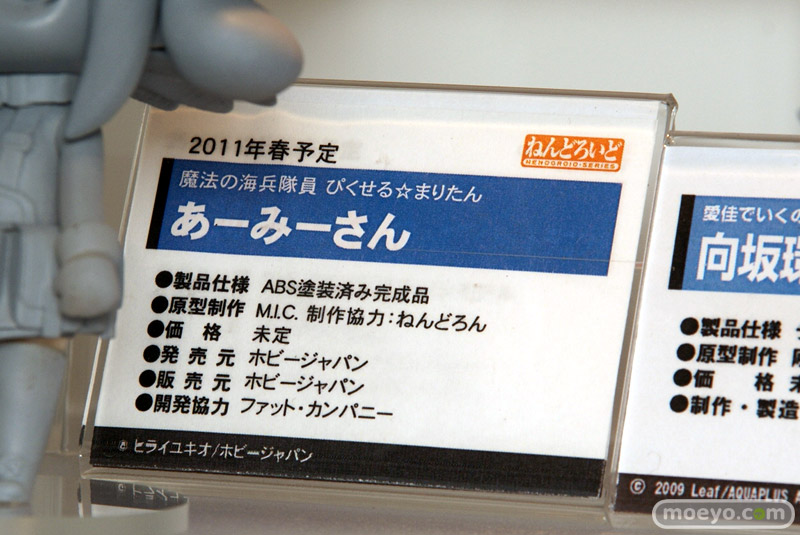 2011年春予定
ねんどろいど
NENDOROID-SERIES
魔法の海兵隊員 ぴくせる☆まりたん
あーみーさん
●製品仕様 ABS塗装済み完成品
●原型制作 M.I.C. 制作協力：ねんどろん
●価格 未定
●発売元 ホビージャパン
●販売元 ホビージャパン
●開発協力 ファット・カンパニー
© ヒライユキオ/ホビージャパン
愛佳でいくの
向坂環
●製品仕様
●原型制作
●価格 未
●制作・製造
© 2009 Leaf/AQUAPLUS
moeyo.com